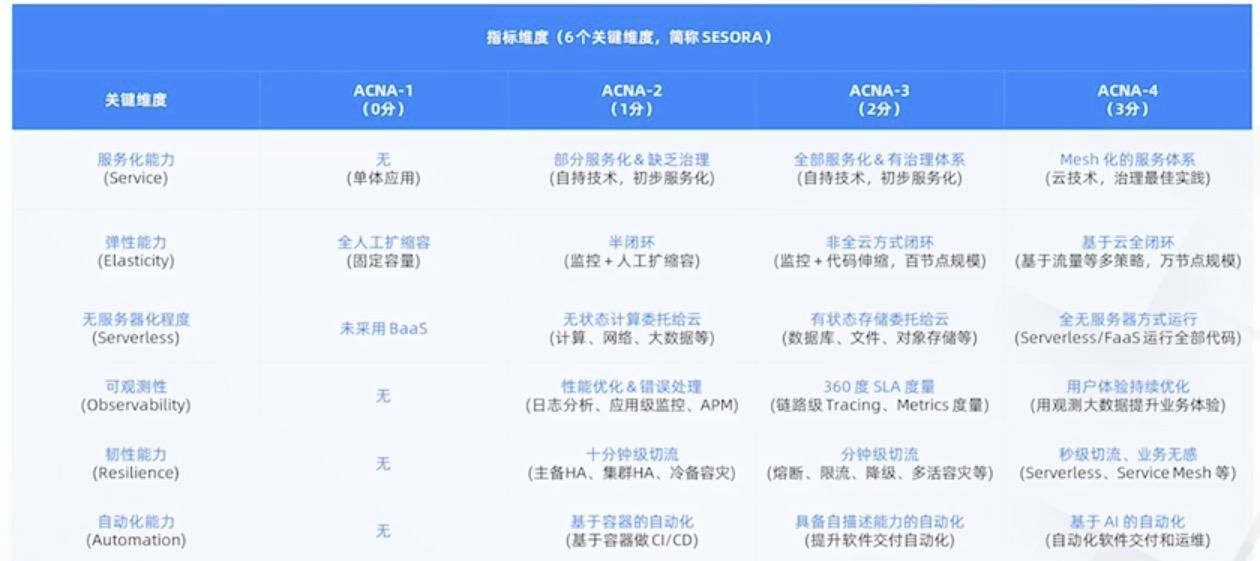 指标维度（6个关键维度，简称 SESORA）
关键维度
ACNA-1
（0分）
ACNA-2
（1分）
ACNA-3
（2分）
ACNA-4
（3分）
服务化能力
(Service)
无
(单体应用)
部分服务化＆缺乏治理
(自持技术，初步服务化)
全部服务化＆有治理体系
(自持技术，初步服务化)
Mesh 化的服务体系
(云技术，治理最佳实践)
弹性能力
(Elasticity)
全人工扩缩容
(固定容量)
半闭环
(监控＋人工扩缩容)
非全云方式闭环
(监控＋代码伸缩，百节点规模)
基于云全闭环
(基于流量等多策略，万节点规模)
无服务器化程度
(Serverless)
未采用 BaaS
无状态计算委托给云
(计算、网络、大数据等)
有状态存储委托给云
(数据库、文件、对象存储等)
全无服务器方式运行
(Serverless/FaaS 运行全部代码)
可观测性
(Observability)
无
性能优化＆错误处理
(日志分析、应用级监控、APM)
360 度 SLA 度量
(链路级 Tracing、Metrics 度量)
用户体验持续优化
(用观测大数据提升业务体验)
韧性能力
(Resilience)
无
十分钟级切流
(主备HA、集群HA、冷备容灾)
分钟级切流
(熔断、限流、降级、多活容灾等)
秒级切流、业务无感
(Serverless、Service Mesh 等)
自动化能力
(Automation)
无
基于容器的自动化
(基于容器做 CI/CD)
具备自描述能力的自动化
(提升软件交付自动化)
基于 AI 的自动化
(自动化软件交付和运维)